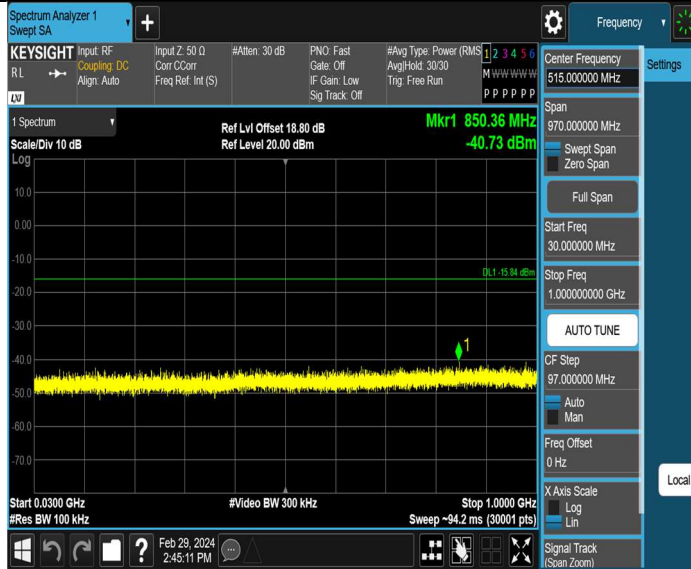 Spectrum Analyzer 1
Swept SA
+
Frequency
KEYSIGHT
RL
LXI
Input: RF
Coupling: DC
Align: Auto
Input Z: 50 Ω
Corr CCorr
Freq Ref: Int (S)
#Atten: 30 dB
PNO: Fast
Gate: Off
IF Gain: Low
Sig Track: Off
#Avg Type: Power (RMS
Avg|Hold: 30/30
Trig: Free Run
1 2 3 4 5 6
M W W W W W
P P P P P P
1 Spectrum
Scale/Div 10 dB
Log
Ref Lvl Offset 18.80 dB
Ref Level 20.00 dBm
Mkr1 850.36 MHz
-40.73 dBm
10.0
0.00
-10.0
DL1 -15.84 dBm
-20.0
-30.0
1
-40.0
-50.0
-60.0
-70.0
Start 0.0300 GHz
#Res BW 100 kHz
#Video BW 300 kHz
Stop 1.0000 GHz
Sweep ~94.2 ms (30001 pts)
?
Feb 29, 2024
2:45:11 PM
Center Frequency
515.000000 MHz
Span
970.000000 MHz
Swept Span
Zero Span
Full Span
Start Freq
30.000000 MHz
Stop Freq
1.000000000 GHz
AUTO TUNE
CF Step
97.000000 MHz
Auto
Man
Freq Offset
0 Hz
X Axis Scale
Log
Lin
Signal Track
(Span Zoom)
Settings
Local